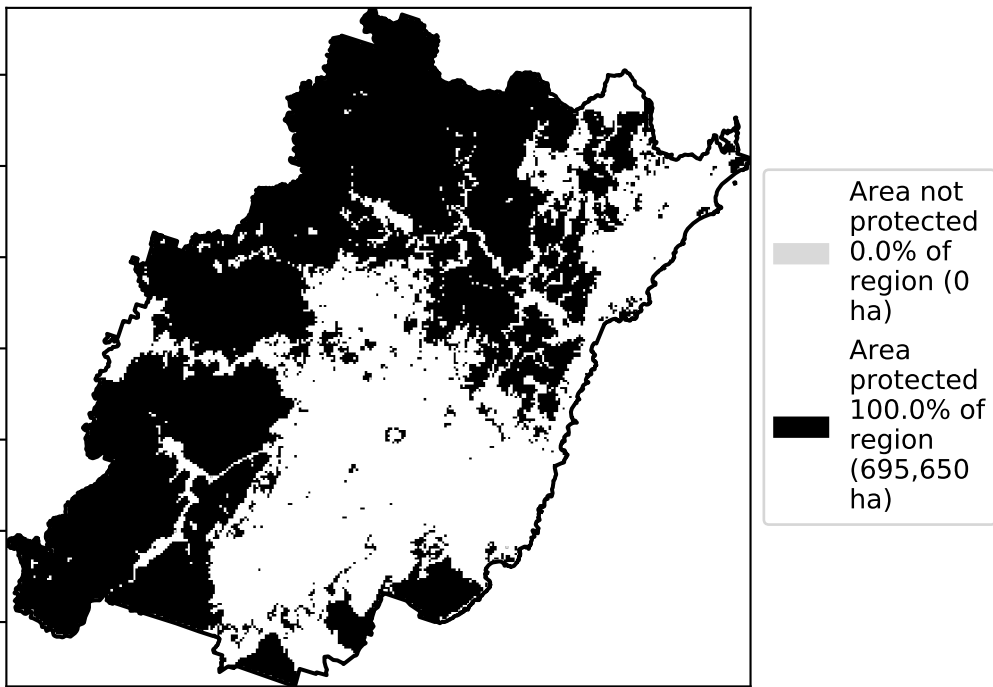 Area not
protected
0.0% of
region (0
ha)
Area
protected
100.0% of
region
(695,650
ha)